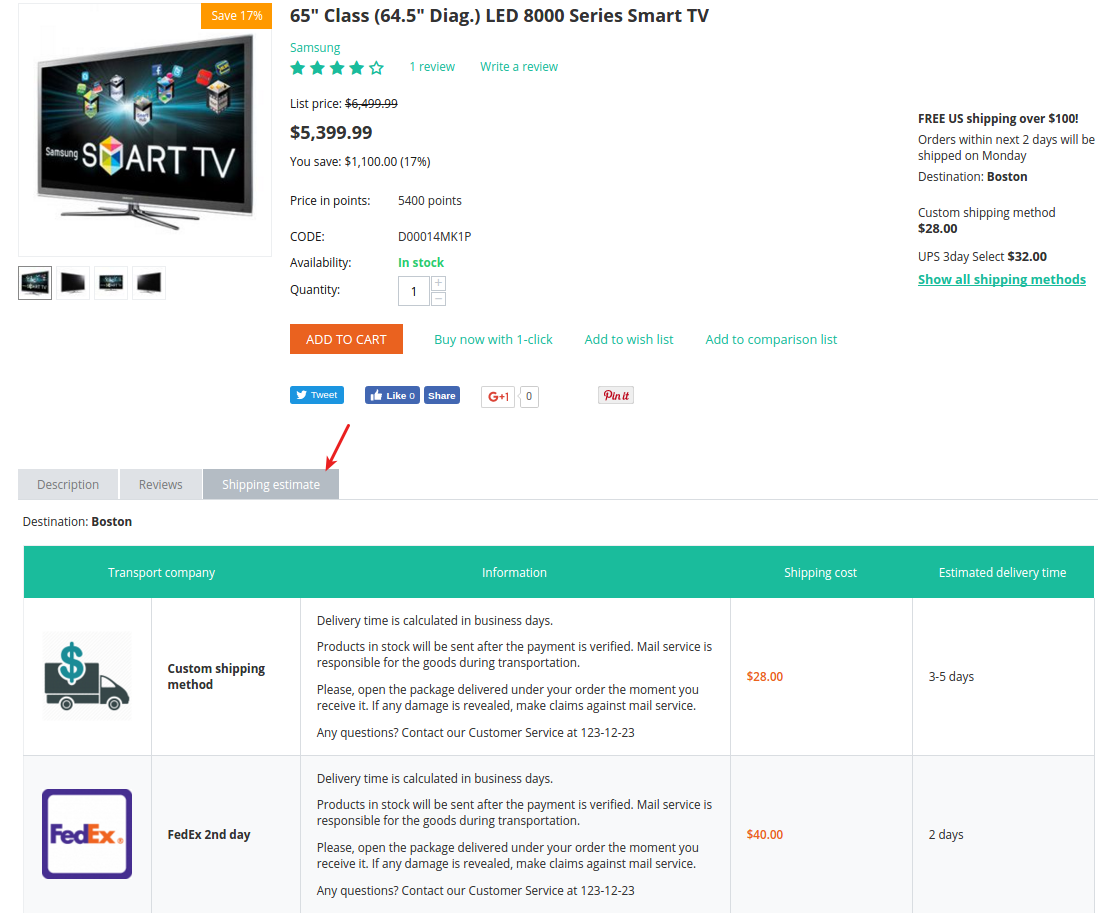 Save 17%
Samsung SMART TV
65" Class (64.5" Diag.) LED 8000 Series Smart TV
Samsung
1 review Write a review
List price: $6,499.99
$5,399.99
You save: $1,100.00 (17%)
Price in points: 5400 points
CODE: D00014MK1P
Availability: In stock
Quantity: 1 + −
ADD TO CART Buy now with 1-click Add to wish list Add to comparison list
Tweet Like 0 Share G+1 0 Pin it
FREE US shipping over $100!
Orders within next 2 days will be
shipped on Monday
Destination: Boston
Custom shipping method
$28.00
UPS 3day Select $32.00
Show all shipping methods
Description Reviews Shipping estimate
Destination: Boston
Transport company Information Shipping cost Estimated delivery time
$
Custom shipping
method
Delivery time is calculated in business days.
Products in stock will be sent after the payment is verified. Mail service is
responsible for the goods during transportation.
Please, open the package delivered under your order the moment you
receive it. If any damage is revealed, make claims against mail service.
Any questions? Contact our Customer Service at 123-12-23
$28.00
3-5 days
FedEx®
FedEx 2nd day
Delivery time is calculated in business days.
Products in stock will be sent after the payment is verified. Mail service is
responsible for the goods during transportation.
Please, open the package delivered under your order the moment you
receive it. If any damage is revealed, make claims against mail service.
Any questions? Contact our Customer Service at 123-12-23
$40.00
2 days